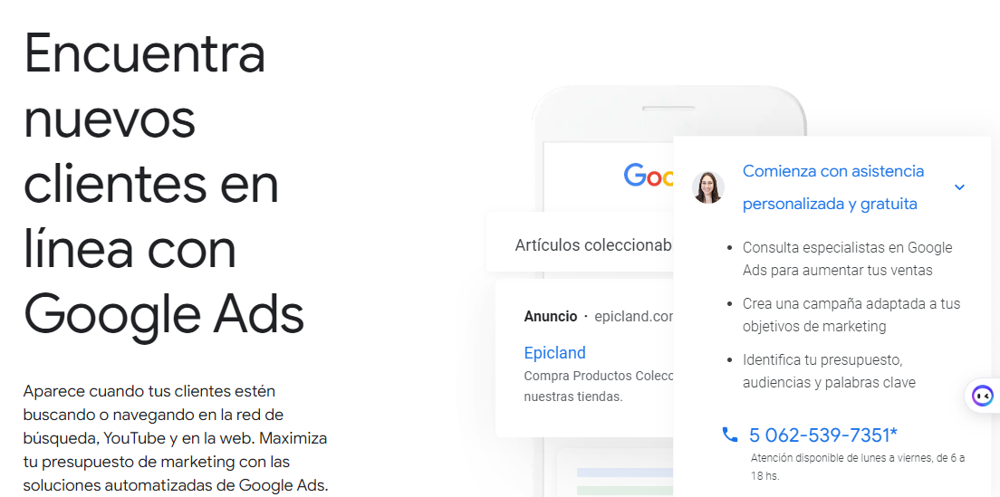 Encuentra
nuevos
clientes en
línea con
Google Ads
Aparece cuando tus clientes estén
buscando o navegando en la red de
búsqueda, YouTube y en la web. Maximiza
tu presupuesto de marketing con las
soluciones automatizadas de Google Ads.
Goo
Artículos coleccionab
Anuncio · epicland.com
Epicland
Compra Productos Colecc
nuestras tiendas.
Comienza con asistencia
personalizada y gratuita
• Consulta especialistas en Google
Ads para aumentar tus ventas
• Crea una campaña adaptada a tus
objetivos de marketing
• Identifica tu presupuesto,
audiencias y palabras clave
5 062-539-7351*
Atención disponible de lunes a viernes, de 6 a
18 hs.